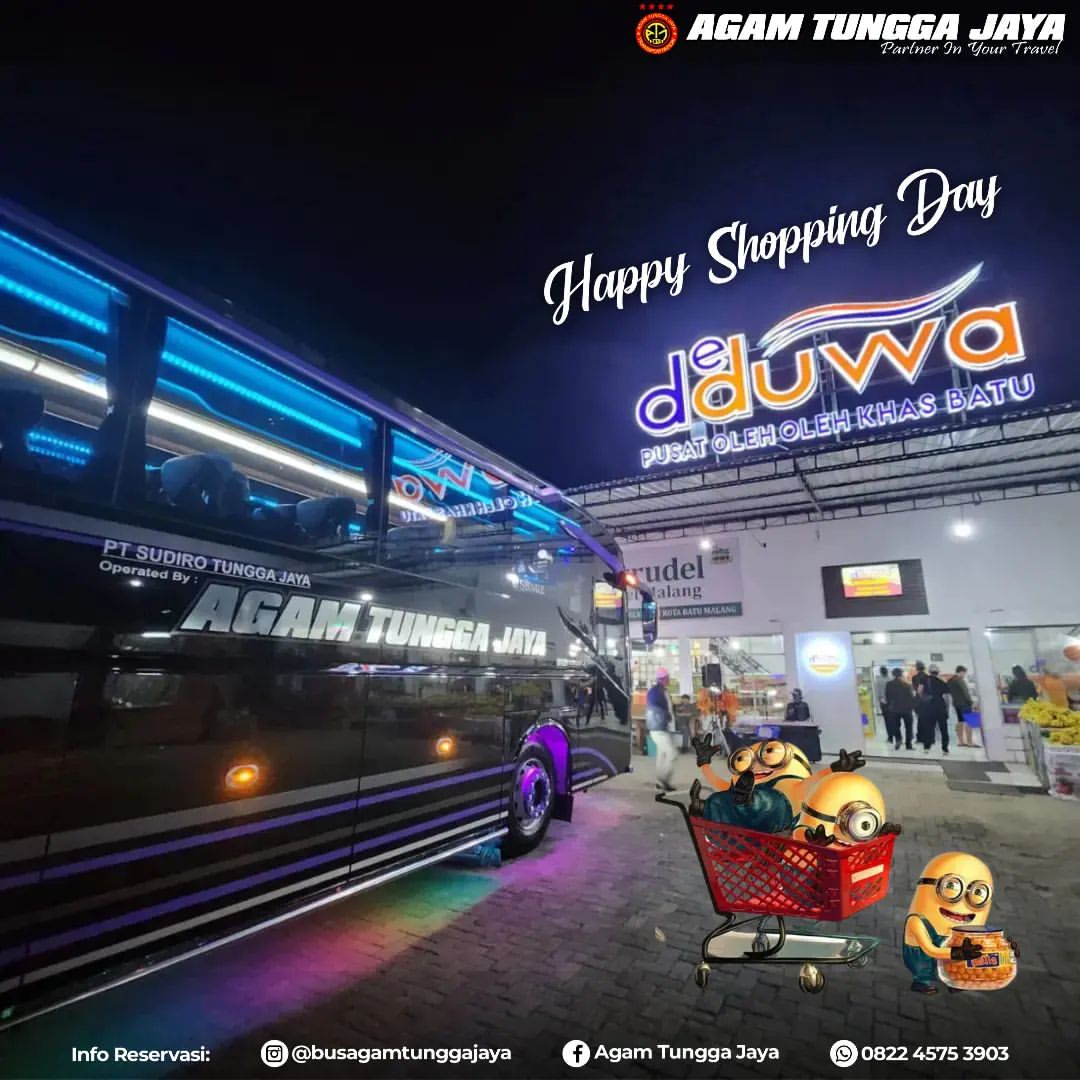 AGAM TUNGGA JAYA
Partner In Your Travel
Happy Shopping Day
deduwa
PUSAT OLEH OLEH KHAS BATU
PT SUDIRO TUNGGA JAYA
Operated By :
AGAM TUNGGA JAYA
rudel
alang
KOTA BATU MALANG
Info Reservasi:
@busagamtunggajaya
Agam Tungga Jaya
0822 4575 3903